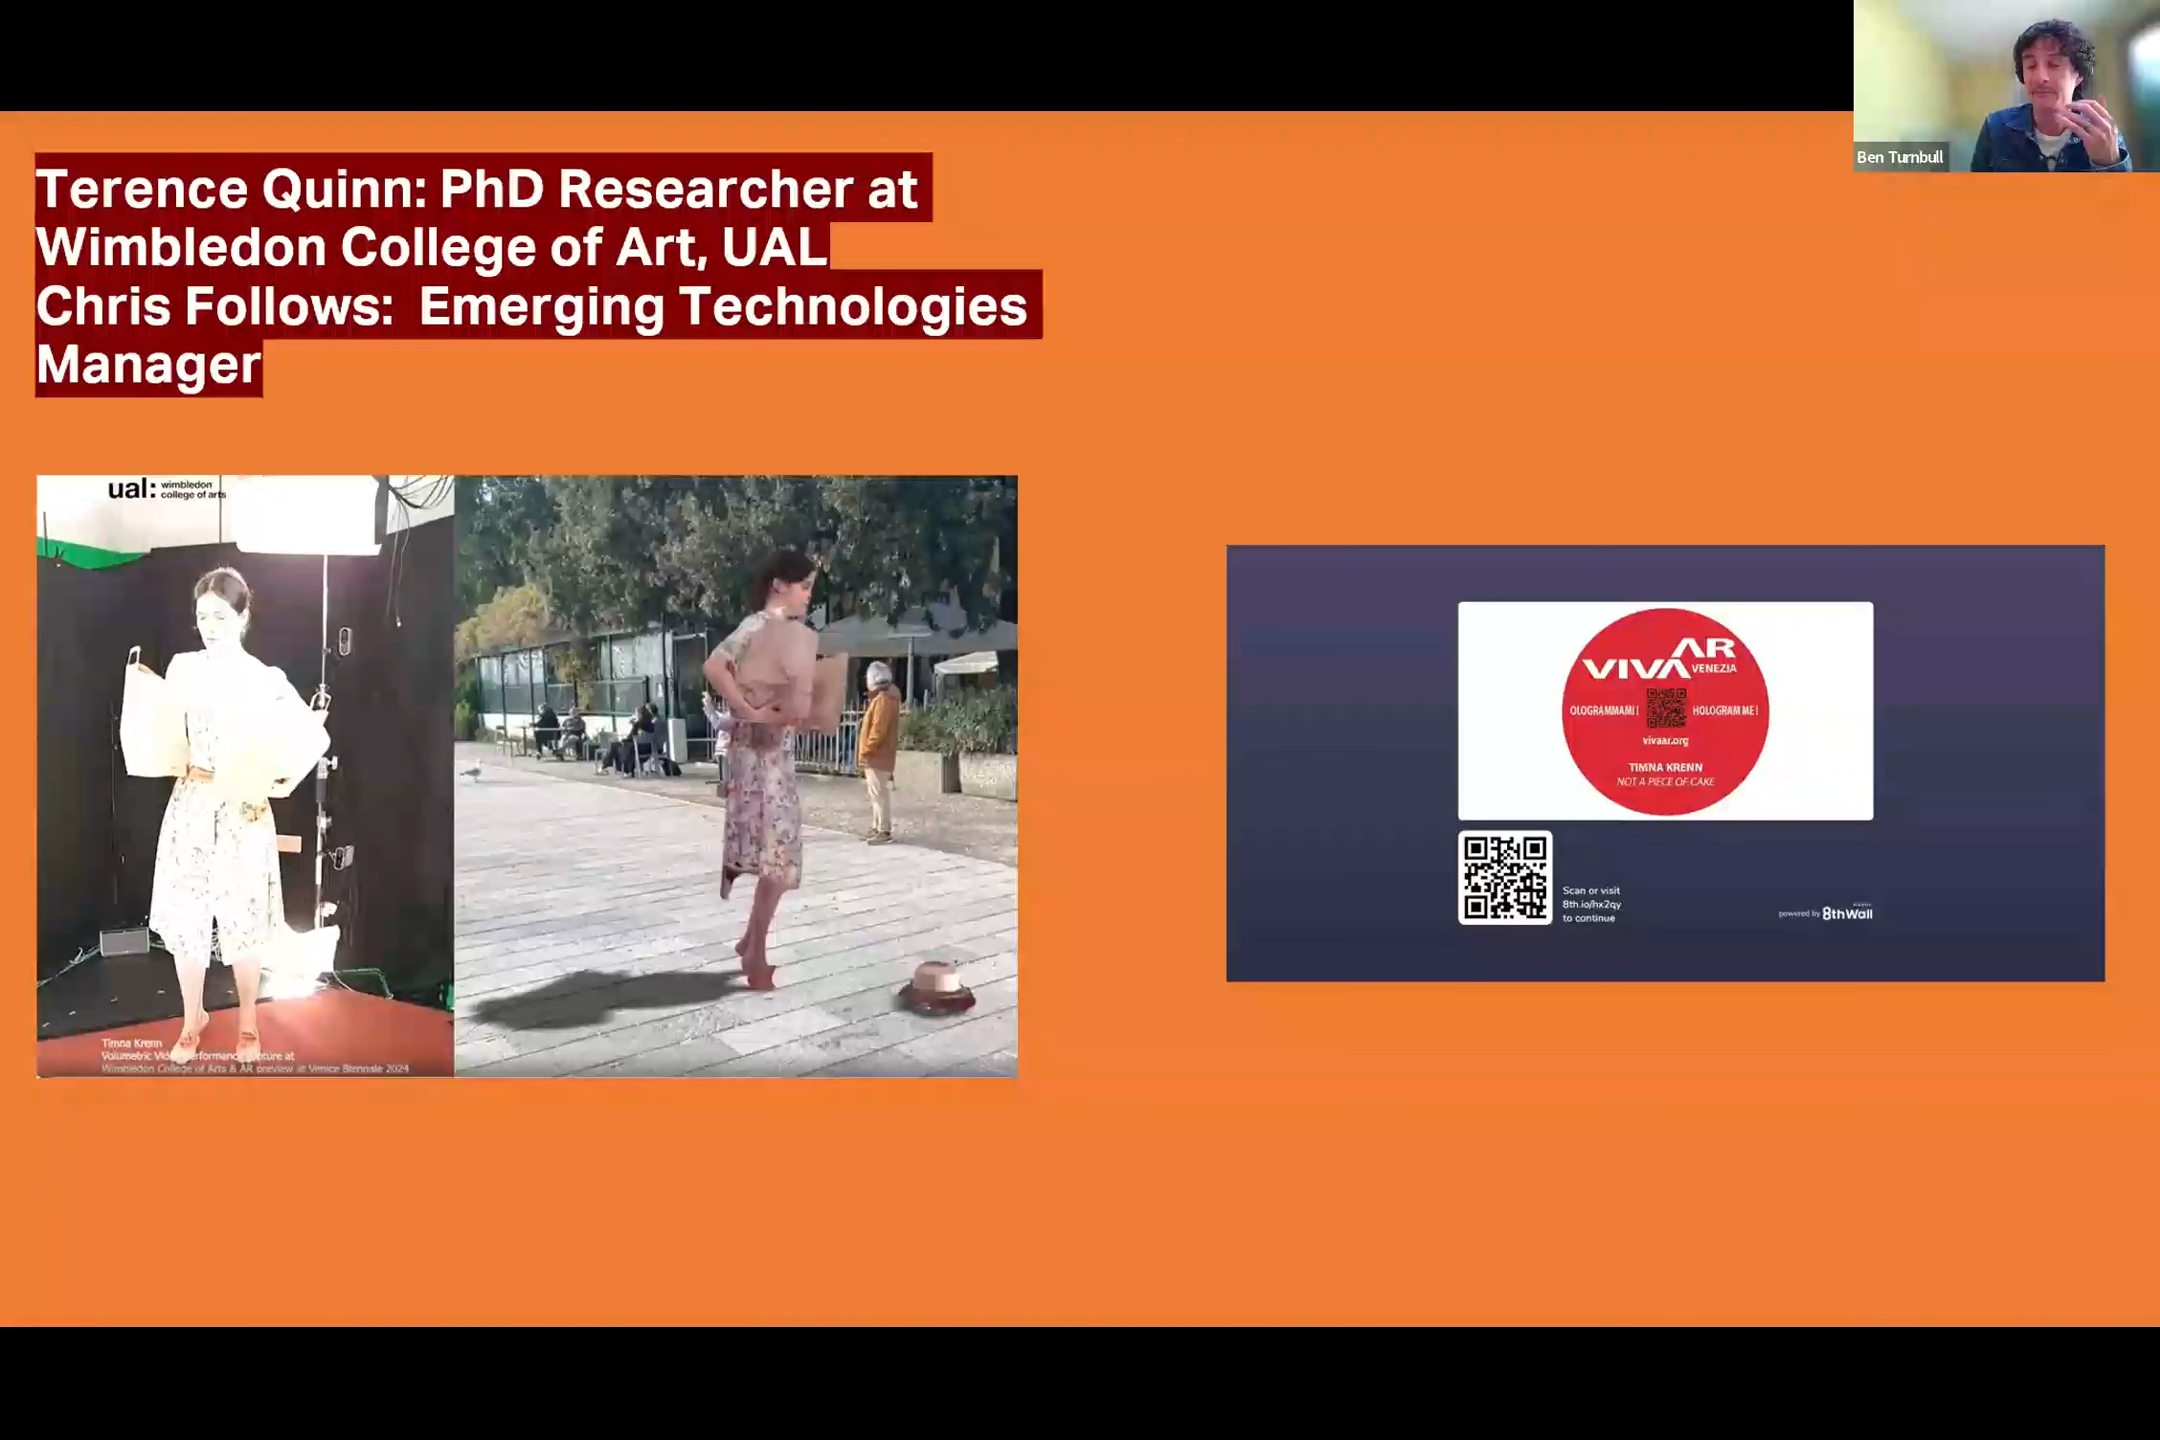 Ben Turnbull
Terence Quinn: PhD Researcher at
Wimbledon College of Art, UAL
Chris Follows: Emerging Technologies
Manager
ual: wimbledon
college of arts
Timna Krenn
Volumetric Video Performance Capture at
Wimbledon College of Arts & AR preview at Venice Biennale 2024
VIVA AR
VENEZIA
OLOGRAMMAMI !
HOLOGRAM ME !
vivaar.org
TIMNA KRENN
NOT A PIECE OF CAKE
Scan or visit
8th.io/hx2qy
to continue
powered by 8thWall